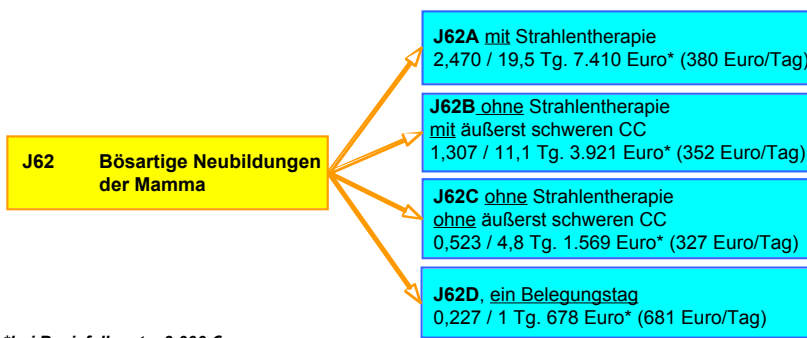 J62A mit Strahlentherapie
2,470 / 19,5 Tg. 7.410 Euro* (380 Euro/Tag)
J62B ohne Strahlentherapie
mit äußerst schweren CC
1,307 / 11,1 Tg. 3.921 Euro* (352 Euro/Tag)
J62 Bösartige Neubildungen
der Mamma
J62C ohne Strahlentherapie
ohne äußerst schweren CC
0,523 / 4,8 Tg. 1.569 Euro* (327 Euro/Tag)
J62D, ein Belegungstag
0,227 / 1 Tg. 678 Euro* (681 Euro/Tag)